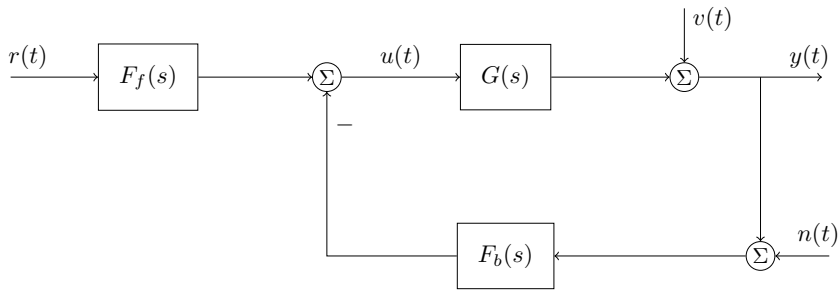 v(t)
r(t)
F_f(s)
Σ
u(t)
G(s)
Σ
y(t)
−
n(t)
F_b(s)
Σ